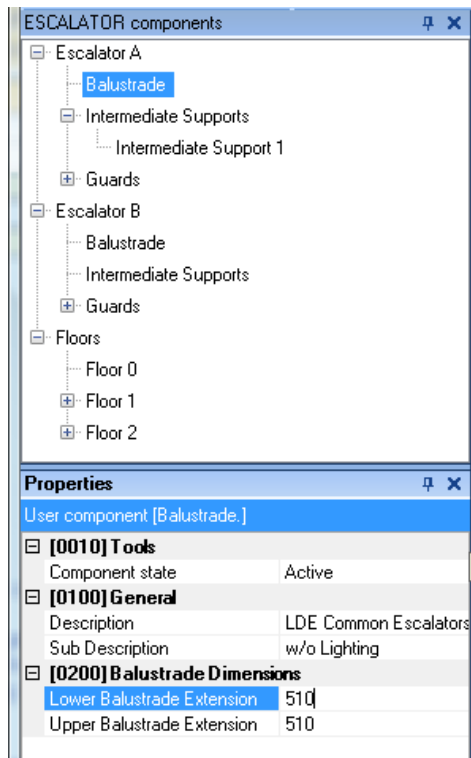 ESCALATOR components
Escalator A
Balustrade
Intermediate Supports
Intermediate Support 1
Guards
Escalator B
Balustrade
Intermediate Supports
Guards
Floors
Floor 0
Floor 1
Floor 2
Properties
User component [Balustrade.]
[0010] Tools
Component state Active
[0100] General
Description LDE Common Escalators
Sub Description w/o Lighting
[0200] Balustrade Dimensions
Lower Balustrade Extension 510
Upper Balustrade Extension 510